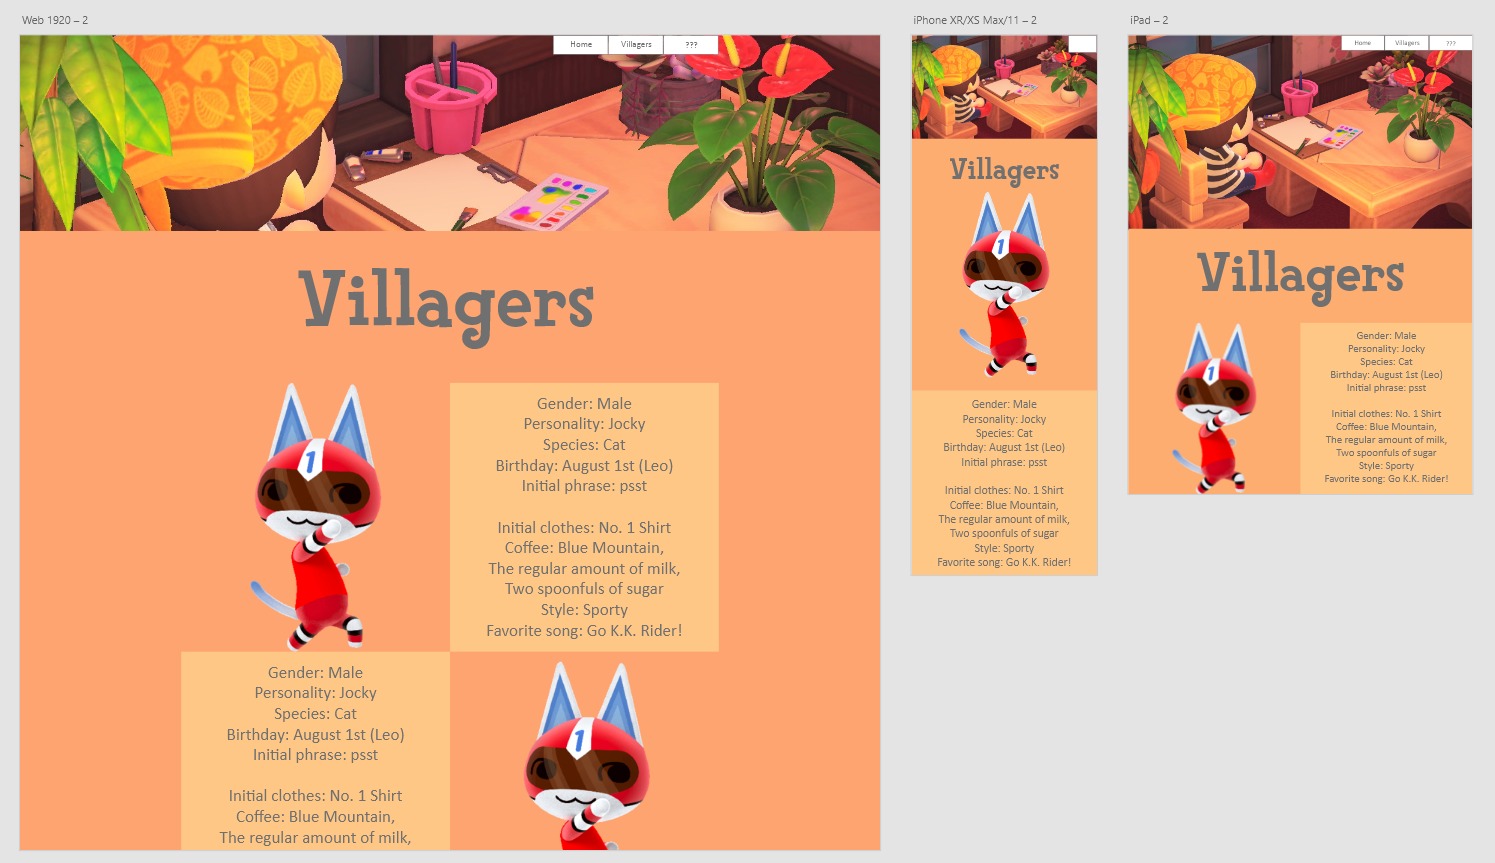 Web 1920 – 2
Home
Villagers
???
Villagers
1
Gender: Male
Personality: Jocky
Species: Cat
Birthday: August 1st (Leo)
Initial phrase: psst
Initial clothes: No. 1 Shirt
Coffee: Blue Mountain,
The regular amount of milk,
Two spoonfuls of sugar
Style: Sporty
Favorite song: Go K.K. Rider!
Gender: Male
Personality: Jocky
Species: Cat
Birthday: August 1st (Leo)
Initial phrase: psst
Initial clothes: No. 1 Shirt
Coffee: Blue Mountain,
The regular amount of milk,
1
iPhone XR/XS Max/11 – 2
Villagers
1
Gender: Male
Personality: Jocky
Species: Cat
Birthday: August 1st (Leo)
Initial phrase: psst
Initial clothes: No. 1 Shirt
Coffee: Blue Mountain,
The regular amount of milk,
Two spoonfuls of sugar
Style: Sporty
Favorite song: Go K.K. Rider!
iPad – 2
Home
Villagers
???
Villagers
1
Gender: Male
Personality: Jocky
Species: Cat
Birthday: August 1st (Leo)
Initial phrase: psst
Initial clothes: No. 1 Shirt
Coffee: Blue Mountain,
The regular amount of milk,
Two spoonfuls of sugar
Style: Sporty
Favorite song: Go K.K. Rider!